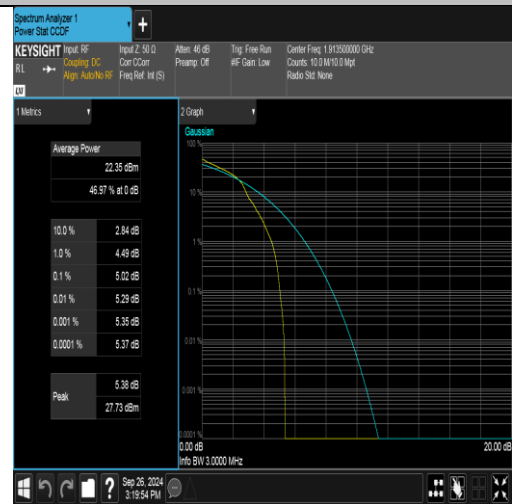 Spectrum Analyzer 1
Power Stat CCDF
+
KEYSIGHT
RL
Input: RF
Coupling: DC
Align: Auto/No RF
Input Z: 50 Ω
Corr CCorr
Freq Ref: Int (S)
Atten: 46 dB
Preamp: Off
Trig: Free Run
#IF Gain: Low
Center Freq: 1.913500000 GHz
Counts: 10.0 M/10.0 Mpt
Radio Std: None
1 Metrics
Average Power
22.35 dBm
46.97 % at 0 dB
10.0 % 2.84 dB
1.0 % 4.49 dB
0.1 % 5.02 dB
0.01 % 5.29 dB
0.001 % 5.35 dB
0.0001 % 5.37 dB
Peak
5.38 dB
27.73 dBm
2 Graph
Gaussian
100 %
10 %
1 %
0.1 %
0.01 %
0.001 %
0.0001 %
0.00 dB
20.00 dB
Info BW 3.0000 MHz
?
Sep 26, 2024
3:19:54 PM